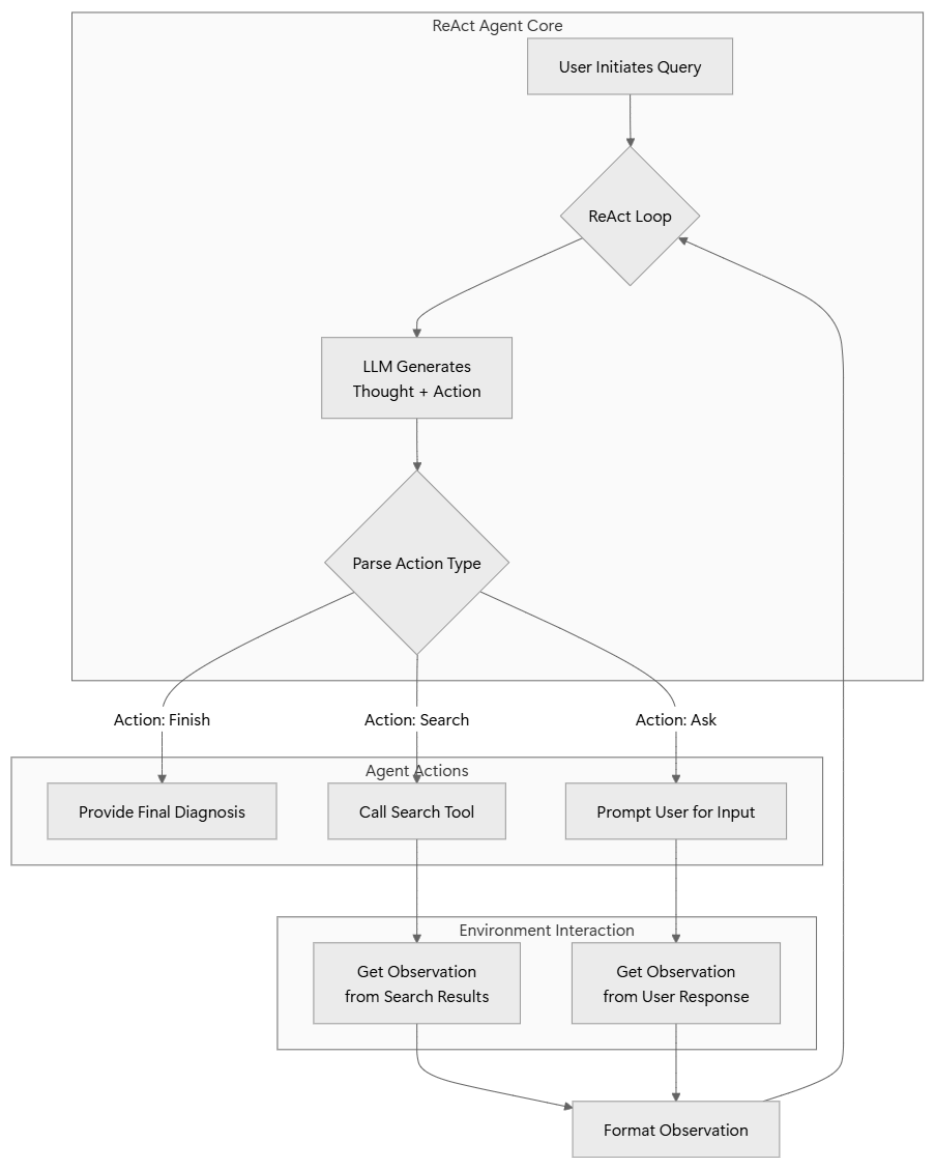 ReAct Agent Core
User Initiates Query
ReAct Loop
LLM Generates
Thought + Action
Parse Action Type
Action: Finish
Action: Search
Action: Ask
Agent Actions
Provide Final Diagnosis
Call Search Tool
Prompt User for Input
Environment Interaction
Get Observation
from Search Results
Get Observation
from User Response
Format Observation